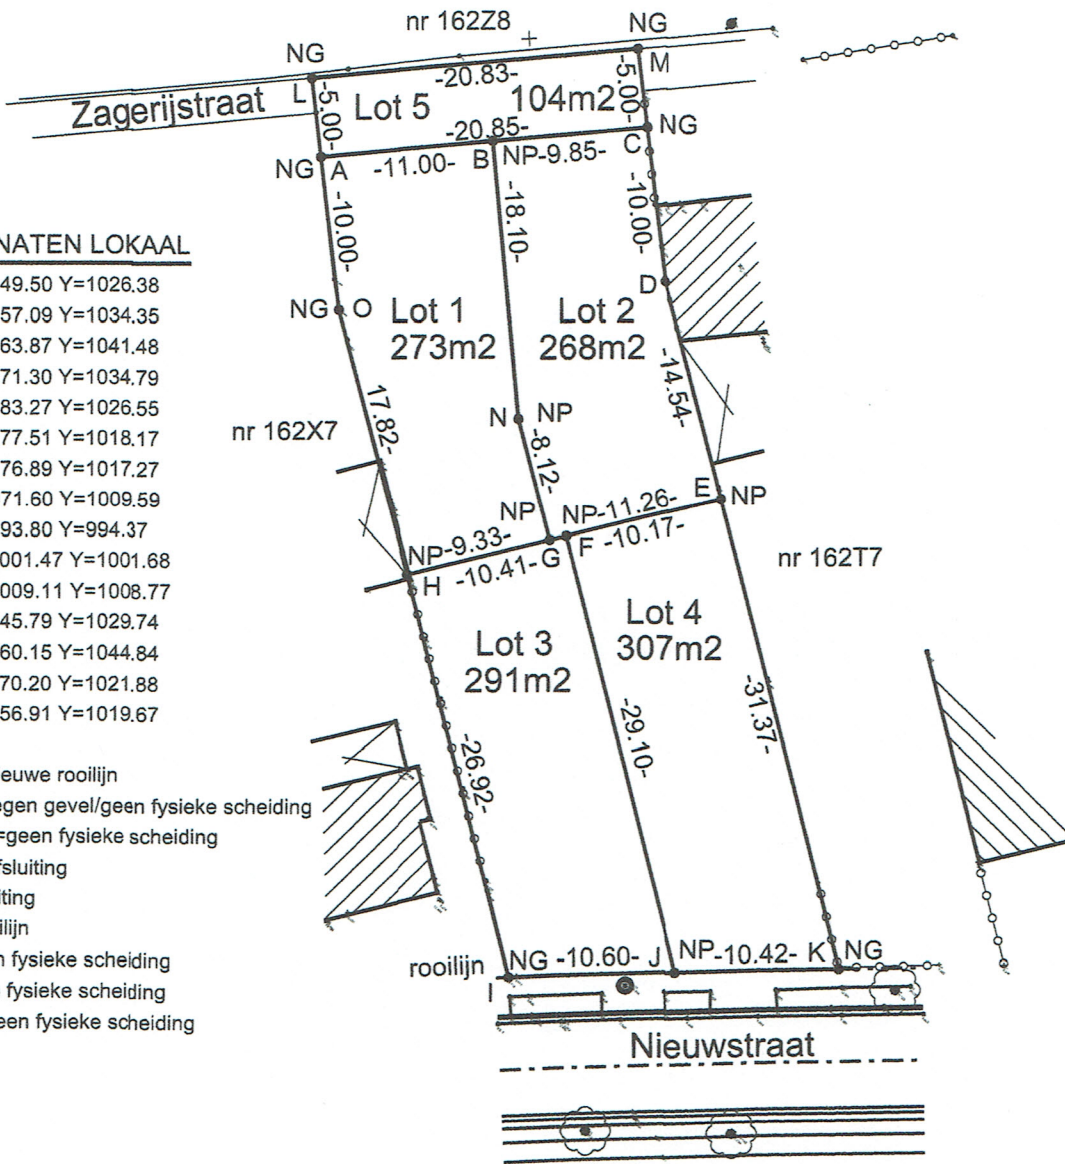 nr 162Z8
NG
NG
L
-20.83-
M
Zagerijstraat
-5.00-
Lot 5
104m2
-5.00-
-20.85-
NG
NG A
-11.00-
B
NP-9.85-
C
-10.00-
-18.10-
-10.00-
NATEN LOKAAL
49.50 Y=1026.38
57.09 Y=1034.35
63.87 Y=1041.48
71.30 Y=1034.79
83.27 Y=1026.55
77.51 Y=1018.17
76.89 Y=1017.27
71.60 Y=1009.59
93.80 Y=994.37
001.47 Y=1001.68
009.11 Y=1008.77
45.79 Y=1029.74
60.15 Y=1044.84
70.20 Y=1021.88
56.91 Y=1019.67
euwe rooilijn
egen gevel/geen fysieke scheiding
=geen fysieke scheiding
fsluiting
iting
ilijn
n fysieke scheiding
fysieke scheiding
een fysieke scheiding
D
NG O
Lot 1
273m2
Lot 2
268m2
-14.54-
17.82-
N NP
nr 162X7
-8.12-
E NP
NP
NP-11.26-
NP-9.33-
G
F -10.17-
H
-10.41-
nr 162T7
Lot 3
291m2
Lot 4
307m2
-29.10-
-31.37-
-26.92-
rooilijn
NG -10.60- J
NP-10.42- K NG
I
Nieuwstraat